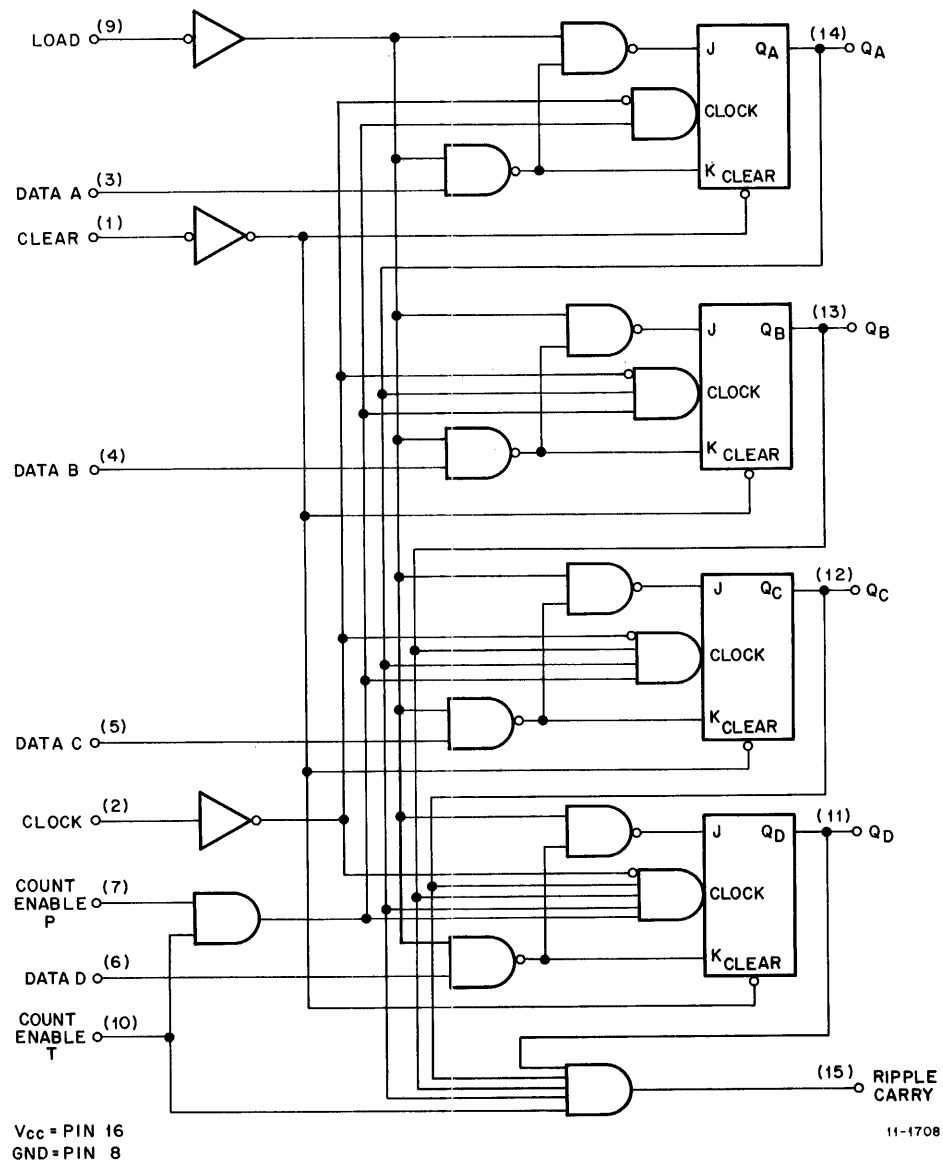 LOAD (9)
J QA (14) QA
CLOCK
K CLEAR
DATA A (3)
CLEAR (1)
J QB (13) QB
CLOCK
K CLEAR
DATA B (4)
J QC (12) QC
CLOCK
K CLEAR
DATA C (5)
CLOCK (2)
J QD (11) QD
COUNT
ENABLE (7)
P
CLOCK
K CLEAR
DATA D (6)
COUNT
ENABLE (10)
T
(15) RIPPLE
CARRY
Vcc = PIN 16
GND = PIN 8
11-1708